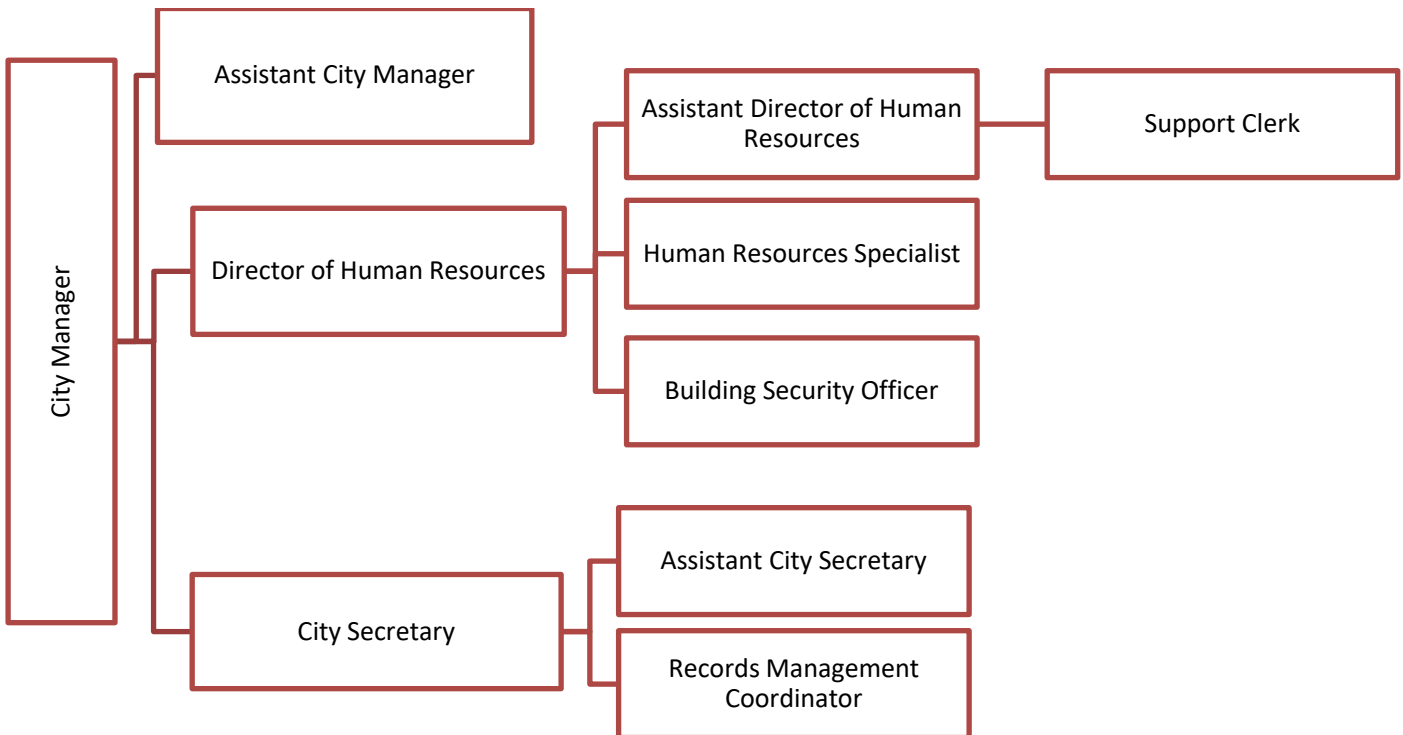 City Manager
Assistant City Manager
Director of Human Resources
Assistant Director of Human
Resources
Support Clerk
Human Resources Specialist
Building Security Officer
City Secretary
Assistant City Secretary
Records Management
Coordinator